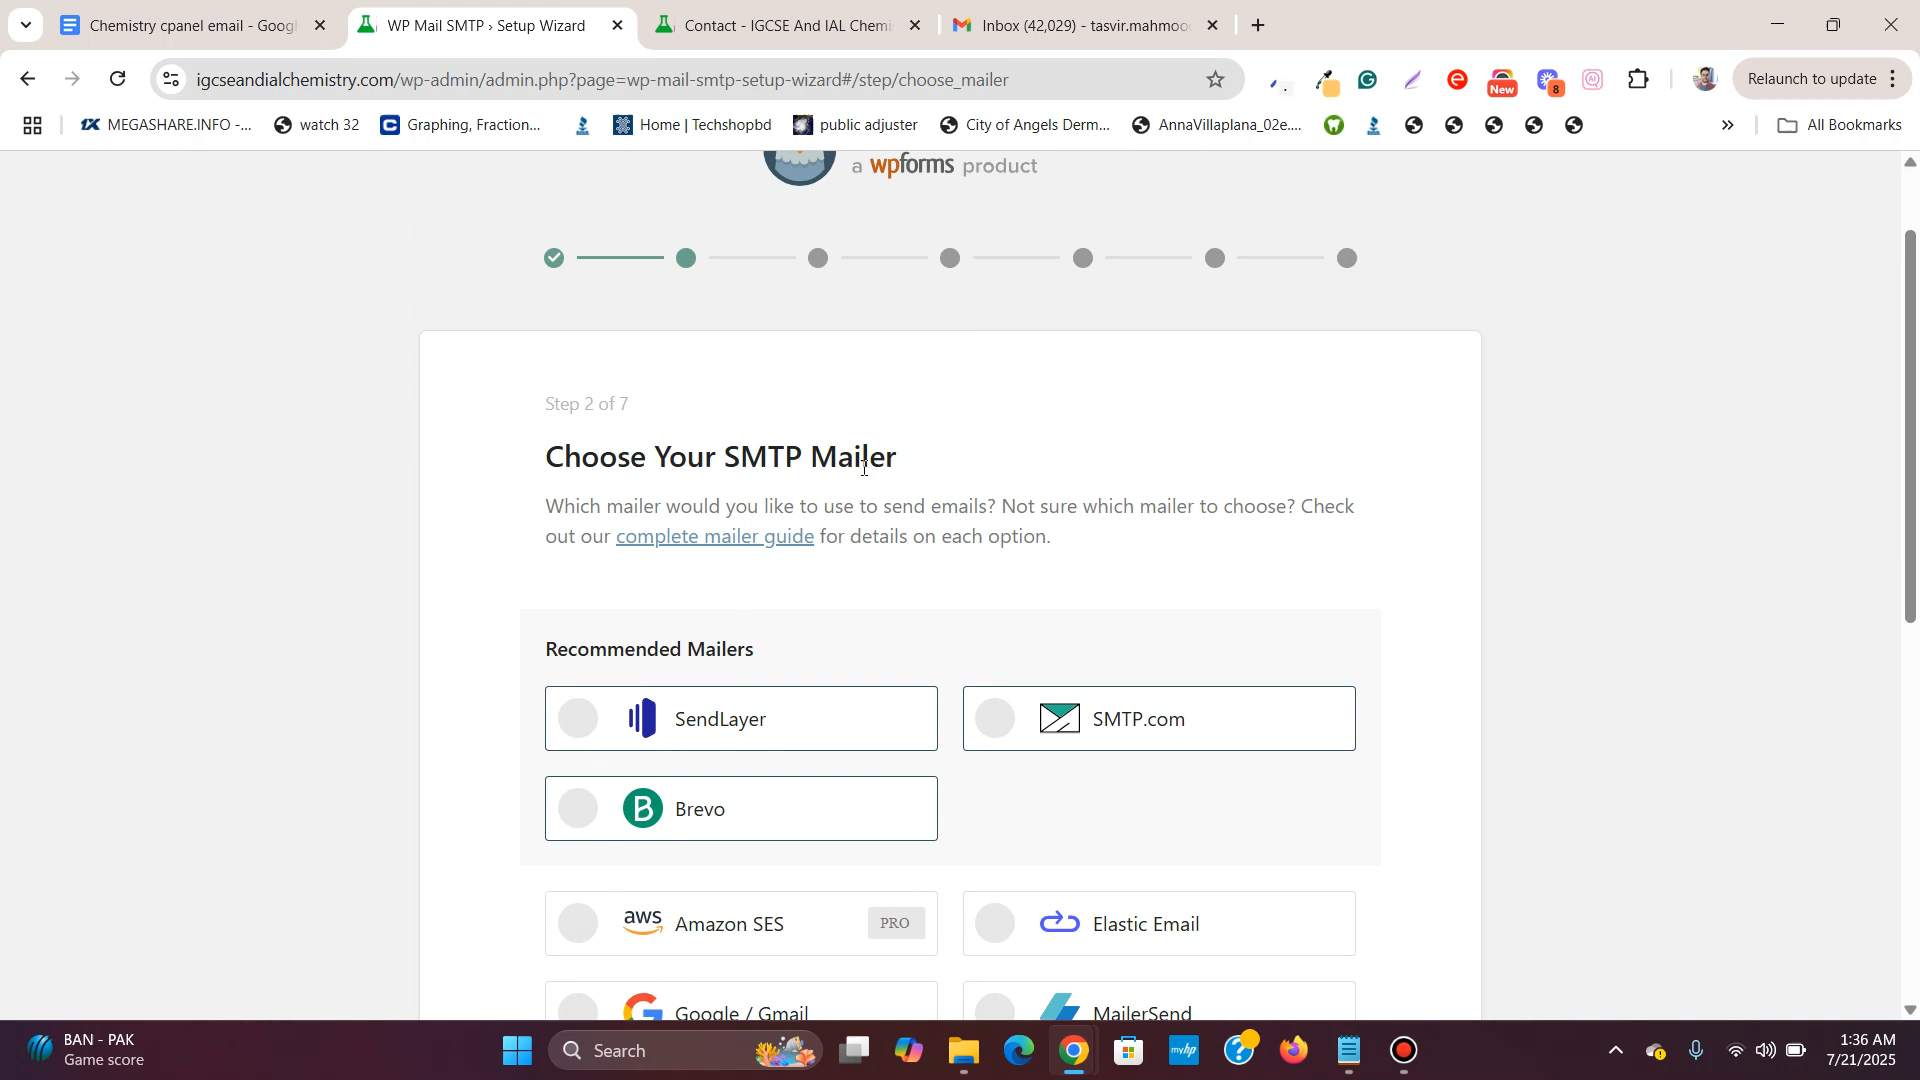 Chemistry cpanel email - Googl
WP Mail SMTP › Setup Wizard
Contact - IGCSE And IAL Chemi
Inbox (42,029) - tasvir.mahmoo
igcseandialchemistry.com/wp-admin/admin.php?page=wp-mail-smtp-setup-wizard#/step/choose_mailer
New
8
Relaunch to update
MEGASHARE.INFO -...
watch 32
Graphing, Fraction...
Home | Techshopbd
public adjuster
City of Angels Derm...
AnnaVillaplana_02e....
All Bookmarks
a wpforms product
Step 2 of 7
Choose Your SMTP Mailer
Which mailer would you like to use to send emails? Not sure which mailer to choose? Check
out our complete mailer guide for details on each option.
Recommended Mailers
SendLayer
SMTP.com
Brevo
aws Amazon SES PRO
Elastic Email
Google / Gmail
MailerSend
BAN - PAK
Game score
Search
myhp
1:36 AM
7/21/2025